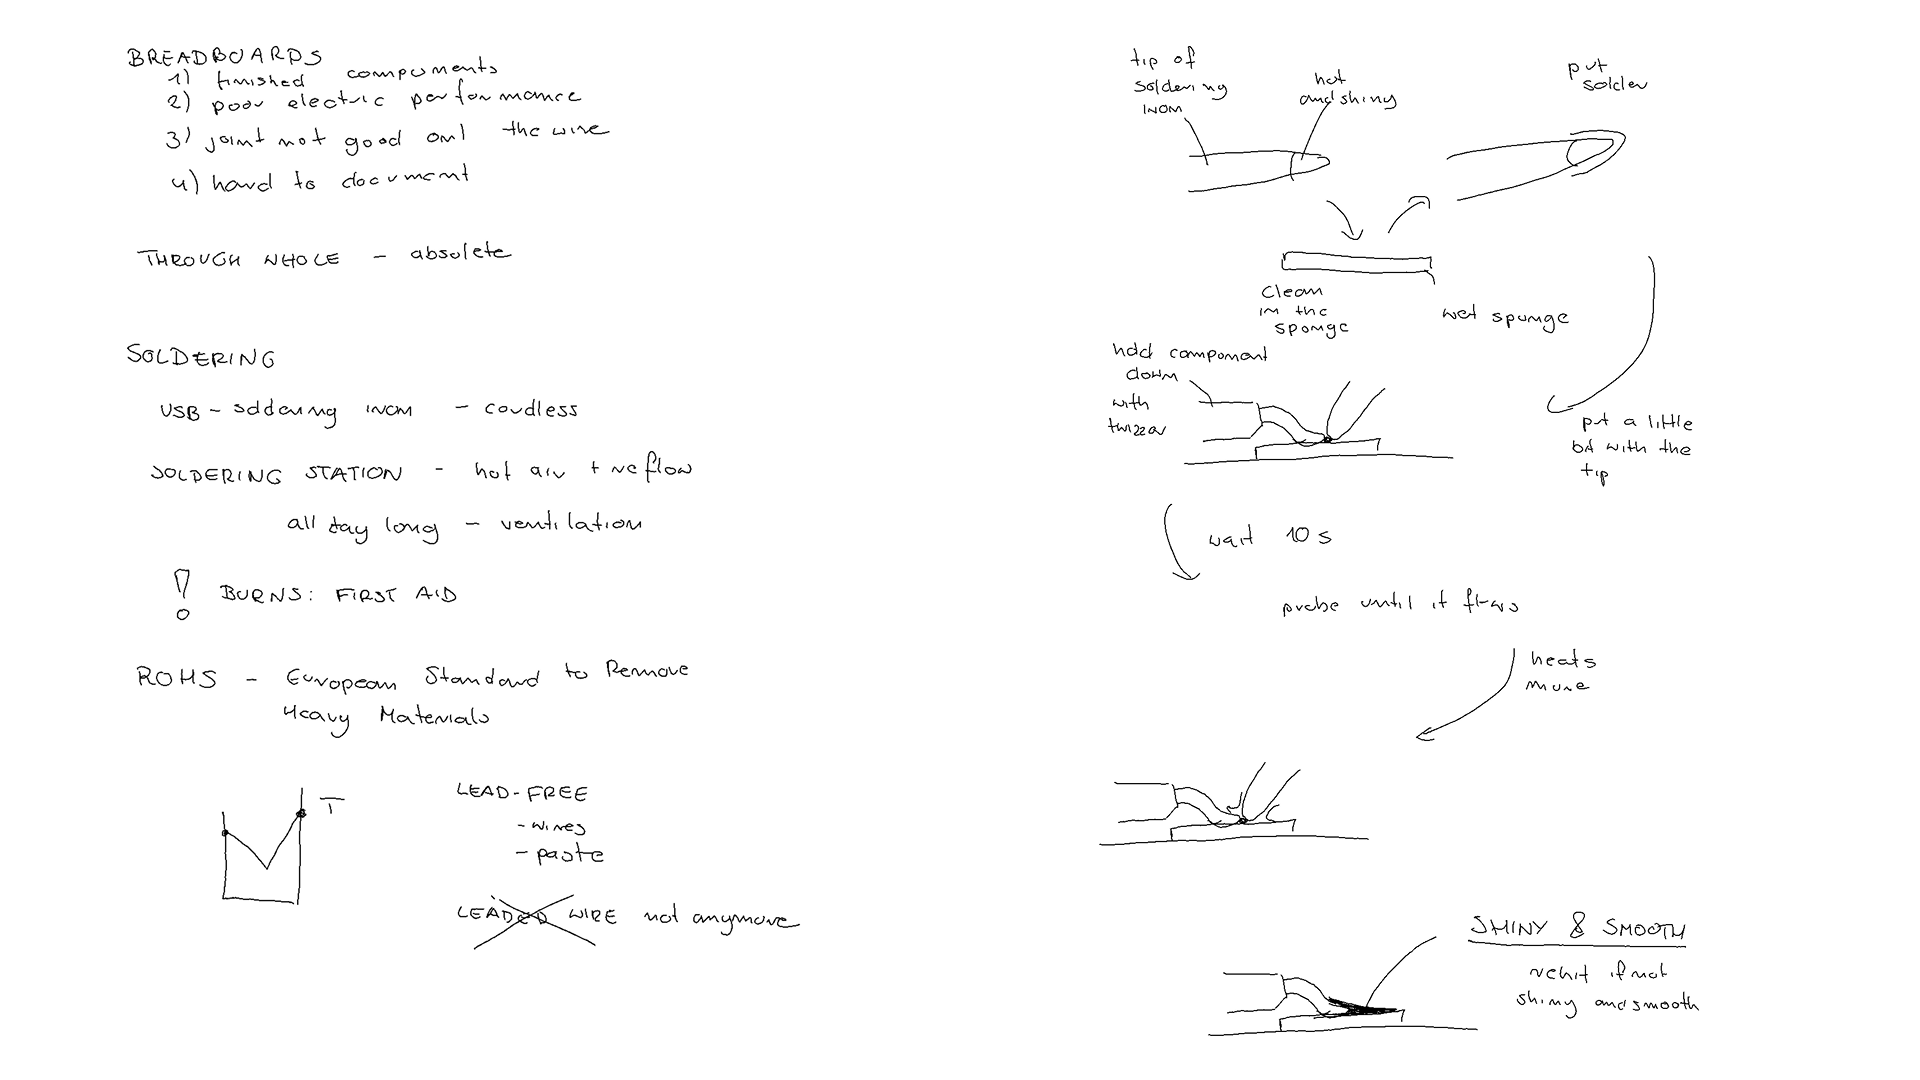 BREADBOARDS
1) finished components
2) poor electric performance
3) joint not good on the wire
4) hard to document
THROUGH WHOLE - absolete
SOLDERING
USB - soldering iron - cordless
SOLDERING STATION - hot air + reflow
all day long - ventilation
! BURNS: FIRST AID
ROHS - European Standard to Remove
Heavy Materials
T
LEAD-FREE
- wires
- paste
LEADED WIRE not anymore
tip of
soldering
iron
hot
and shiny
put
solder
clean
in the
sponge
wet sponge
hold component
down
with
twizzer
put a little
bit with the
tip
wait 10 s
probe until it flows
heats
more
SHINY & SMOOTH
rehit if not
shiny and smooth